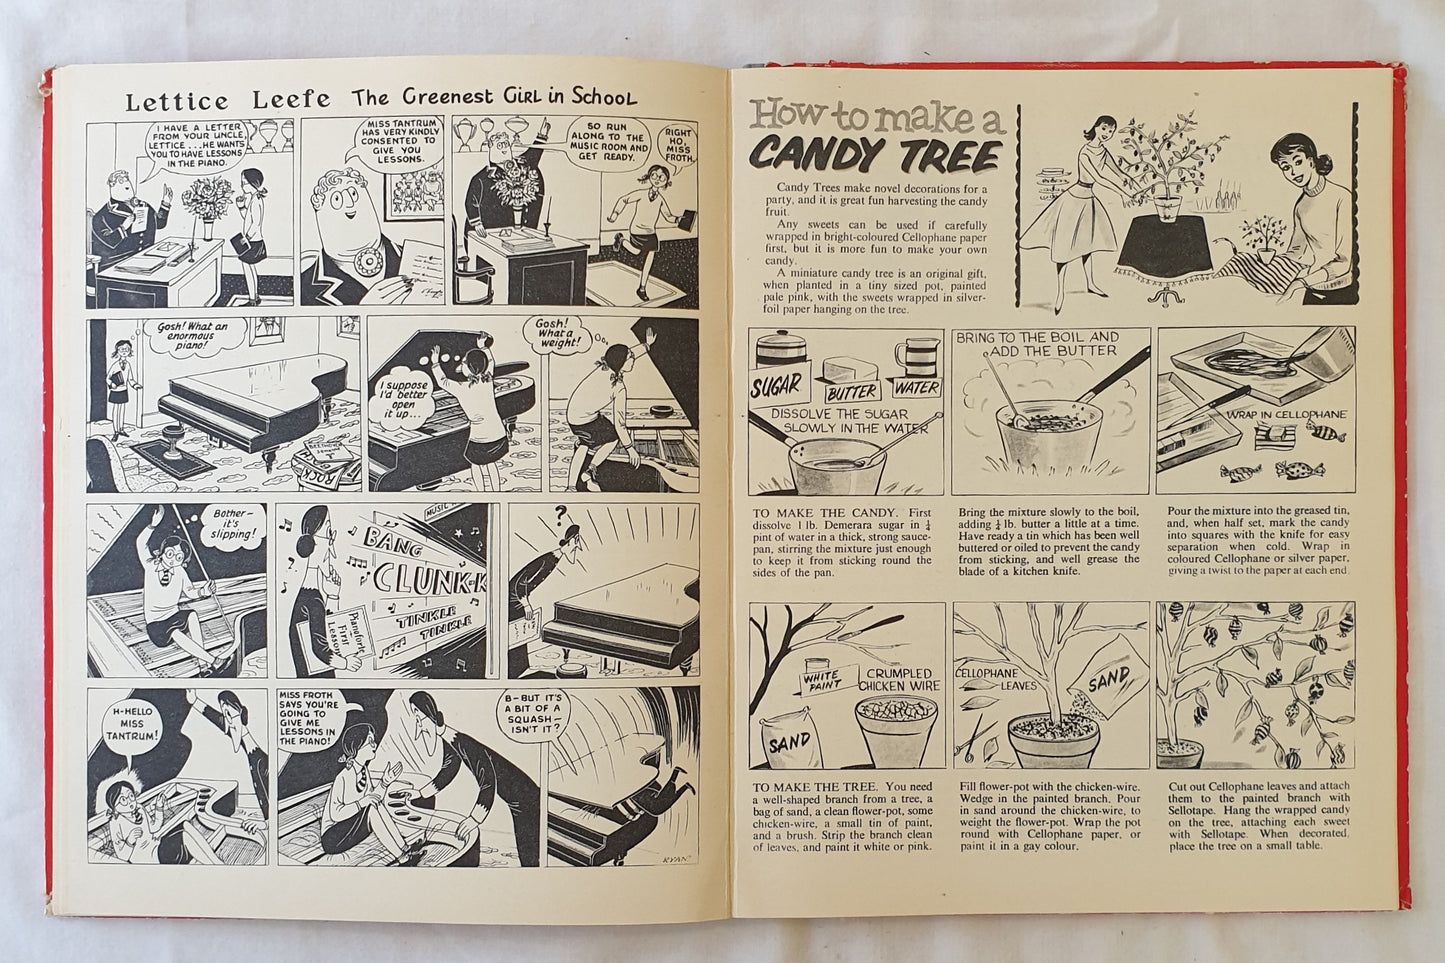 Lettice Leefe The Greenest GIRL in School
I HAVE A LETTER
FROM YOUR UNCLE,
LETTICE ... HE WANTS
YOU TO HAVE LESSONS
IN THE PIANO.
MISS TANTRUM
HAS VERY KINDLY
CONSENTED TO
GIVE YOU
LESSONS.
SO RUN
ALONG TO THE
MUSIC ROOM AND
GET READY.
RIGHT
HO,
MISS
FROTH.
Gosh! What an
enormous
piano!
BEETHOVEN
ROCK
I suppose
I'd better
open
it up...
Gosh!
What a
weight!
Bother—
it's
slipping!
MUSIC
BANG
CLUNK-K
TINKLE
TINKLE
Pianoforte
First
Lessons
?
?
H-HELLO
MISS
TANTRUM!
MISS FROTH
SAYS YOU'RE
GOING TO
GIVE ME
LESSONS IN
THE PIANO!
B-BUT IT'S
A BIT OF A
SQUASH—
ISN'T IT?
RYAN
How to make a
CANDY TREE
Candy Trees make novel decorations for a
party, and it is great fun harvesting the candy
fruit.
Any sweets can be used if carefully
wrapped in bright-coloured Cellophane paper
first, but it is more fun to make your own
candy.
A miniature candy tree is an original gift,
when planted in a tiny sized pot, painted
pale pink, with the sweets wrapped in silver-
foil paper hanging on the tree.
SUGAR
BUTTER
WATER
DISSOLVE THE SUGAR
SLOWLY IN THE WATER
BRING TO THE BOIL AND
ADD THE BUTTER
WRAP IN CELLOPHANE
TO MAKE THE CANDY. First
dissolve 1 lb. Demerara sugar in ¼
pint of water in a thick, strong sauce-
pan, stirring the mixture just enough
to keep it from sticking round the
sides of the pan.
Bring the mixture slowly to the boil,
adding ¼ lb. butter a little at a time.
Have ready a tin which has been well
buttered or oiled to prevent the candy
from sticking, and well grease the
blade of a kitchen knife.
Pour the mixture into the greased tin,
and, when half set, mark the candy
into squares with the knife for easy
separation when cold. Wrap in
coloured Cellophane or silver paper,
giving a twist to the paper at each end.
WHITE
PAINT
CRUMPLED
CHICKEN WIRE
SAND
CELLOPHANE
LEAVES
SAND
TO MAKE THE TREE. You need
a well-shaped branch from a tree, a
bag of sand, a clean flower-pot, some
chicken-wire, a small tin of paint,
and a brush. Strip the branch clean
of leaves, and paint it white or pink.
Fill flower-pot with the chicken-wire.
Wedge in the painted branch. Pour
in sand around the chicken-wire, to
weight the flower-pot. Wrap the pot
round with Cellophane paper, or
paint it in a gay colour.
Cut out Cellophane leaves and attach
them to the painted branch with
Sellotape. Hang the wrapped candy
on the tree, attaching each sweet
with Sellotape. When decorated,
place the tree on a small table.